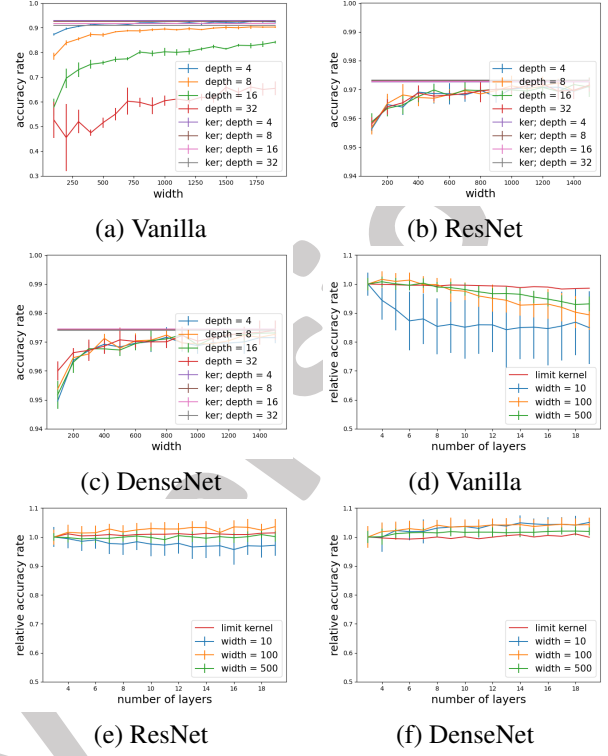 1.0
0.9
0.8
0.7
0.6
0.5
0.4
0.3
accuracy rate
250 500 750 1000 1250 1500 1750
width
depth = 4
depth = 8
depth = 16
depth = 32
ker; depth = 4
ker; depth = 8
ker; depth = 16
ker; depth = 32
(a) Vanilla
1.00
0.99
0.98
0.97
0.96
0.95
0.94
accuracy rate
200 400 600 800 1000 1200 1400
width
depth = 4
depth = 8
depth = 16
depth = 32
ker; depth = 4
ker; depth = 8
ker; depth = 16
ker; depth = 32
(b) ResNet
1.00
0.99
0.98
0.97
0.96
0.95
0.94
accuracy rate
200 400 600 800 1000 1200 1400
width
depth = 4
depth = 8
depth = 16
depth = 32
ker; depth = 4
ker; depth = 8
ker; depth = 16
ker; depth = 32
(c) DenseNet
1.1
1.0
0.9
0.8
0.7
0.6
0.5
relative accuracy rate
4 6 8 10 12 14 16 18
number of layers
limit kernel
width = 10
width = 100
width = 500
(d) Vanilla
1.1
1.0
0.9
0.8
0.7
0.6
0.5
relative accuracy rate
4 6 8 10 12 14 16 18
number of layers
limit kernel
width = 10
width = 100
width = 500
(e) ResNet
1.1
1.0
0.9
0.8
0.7
0.6
0.5
relative accuracy rate
4 6 8 10 12 14 16 18
number of layers
limit kernel
width = 10
width = 100
width = 500
(f) DenseNet